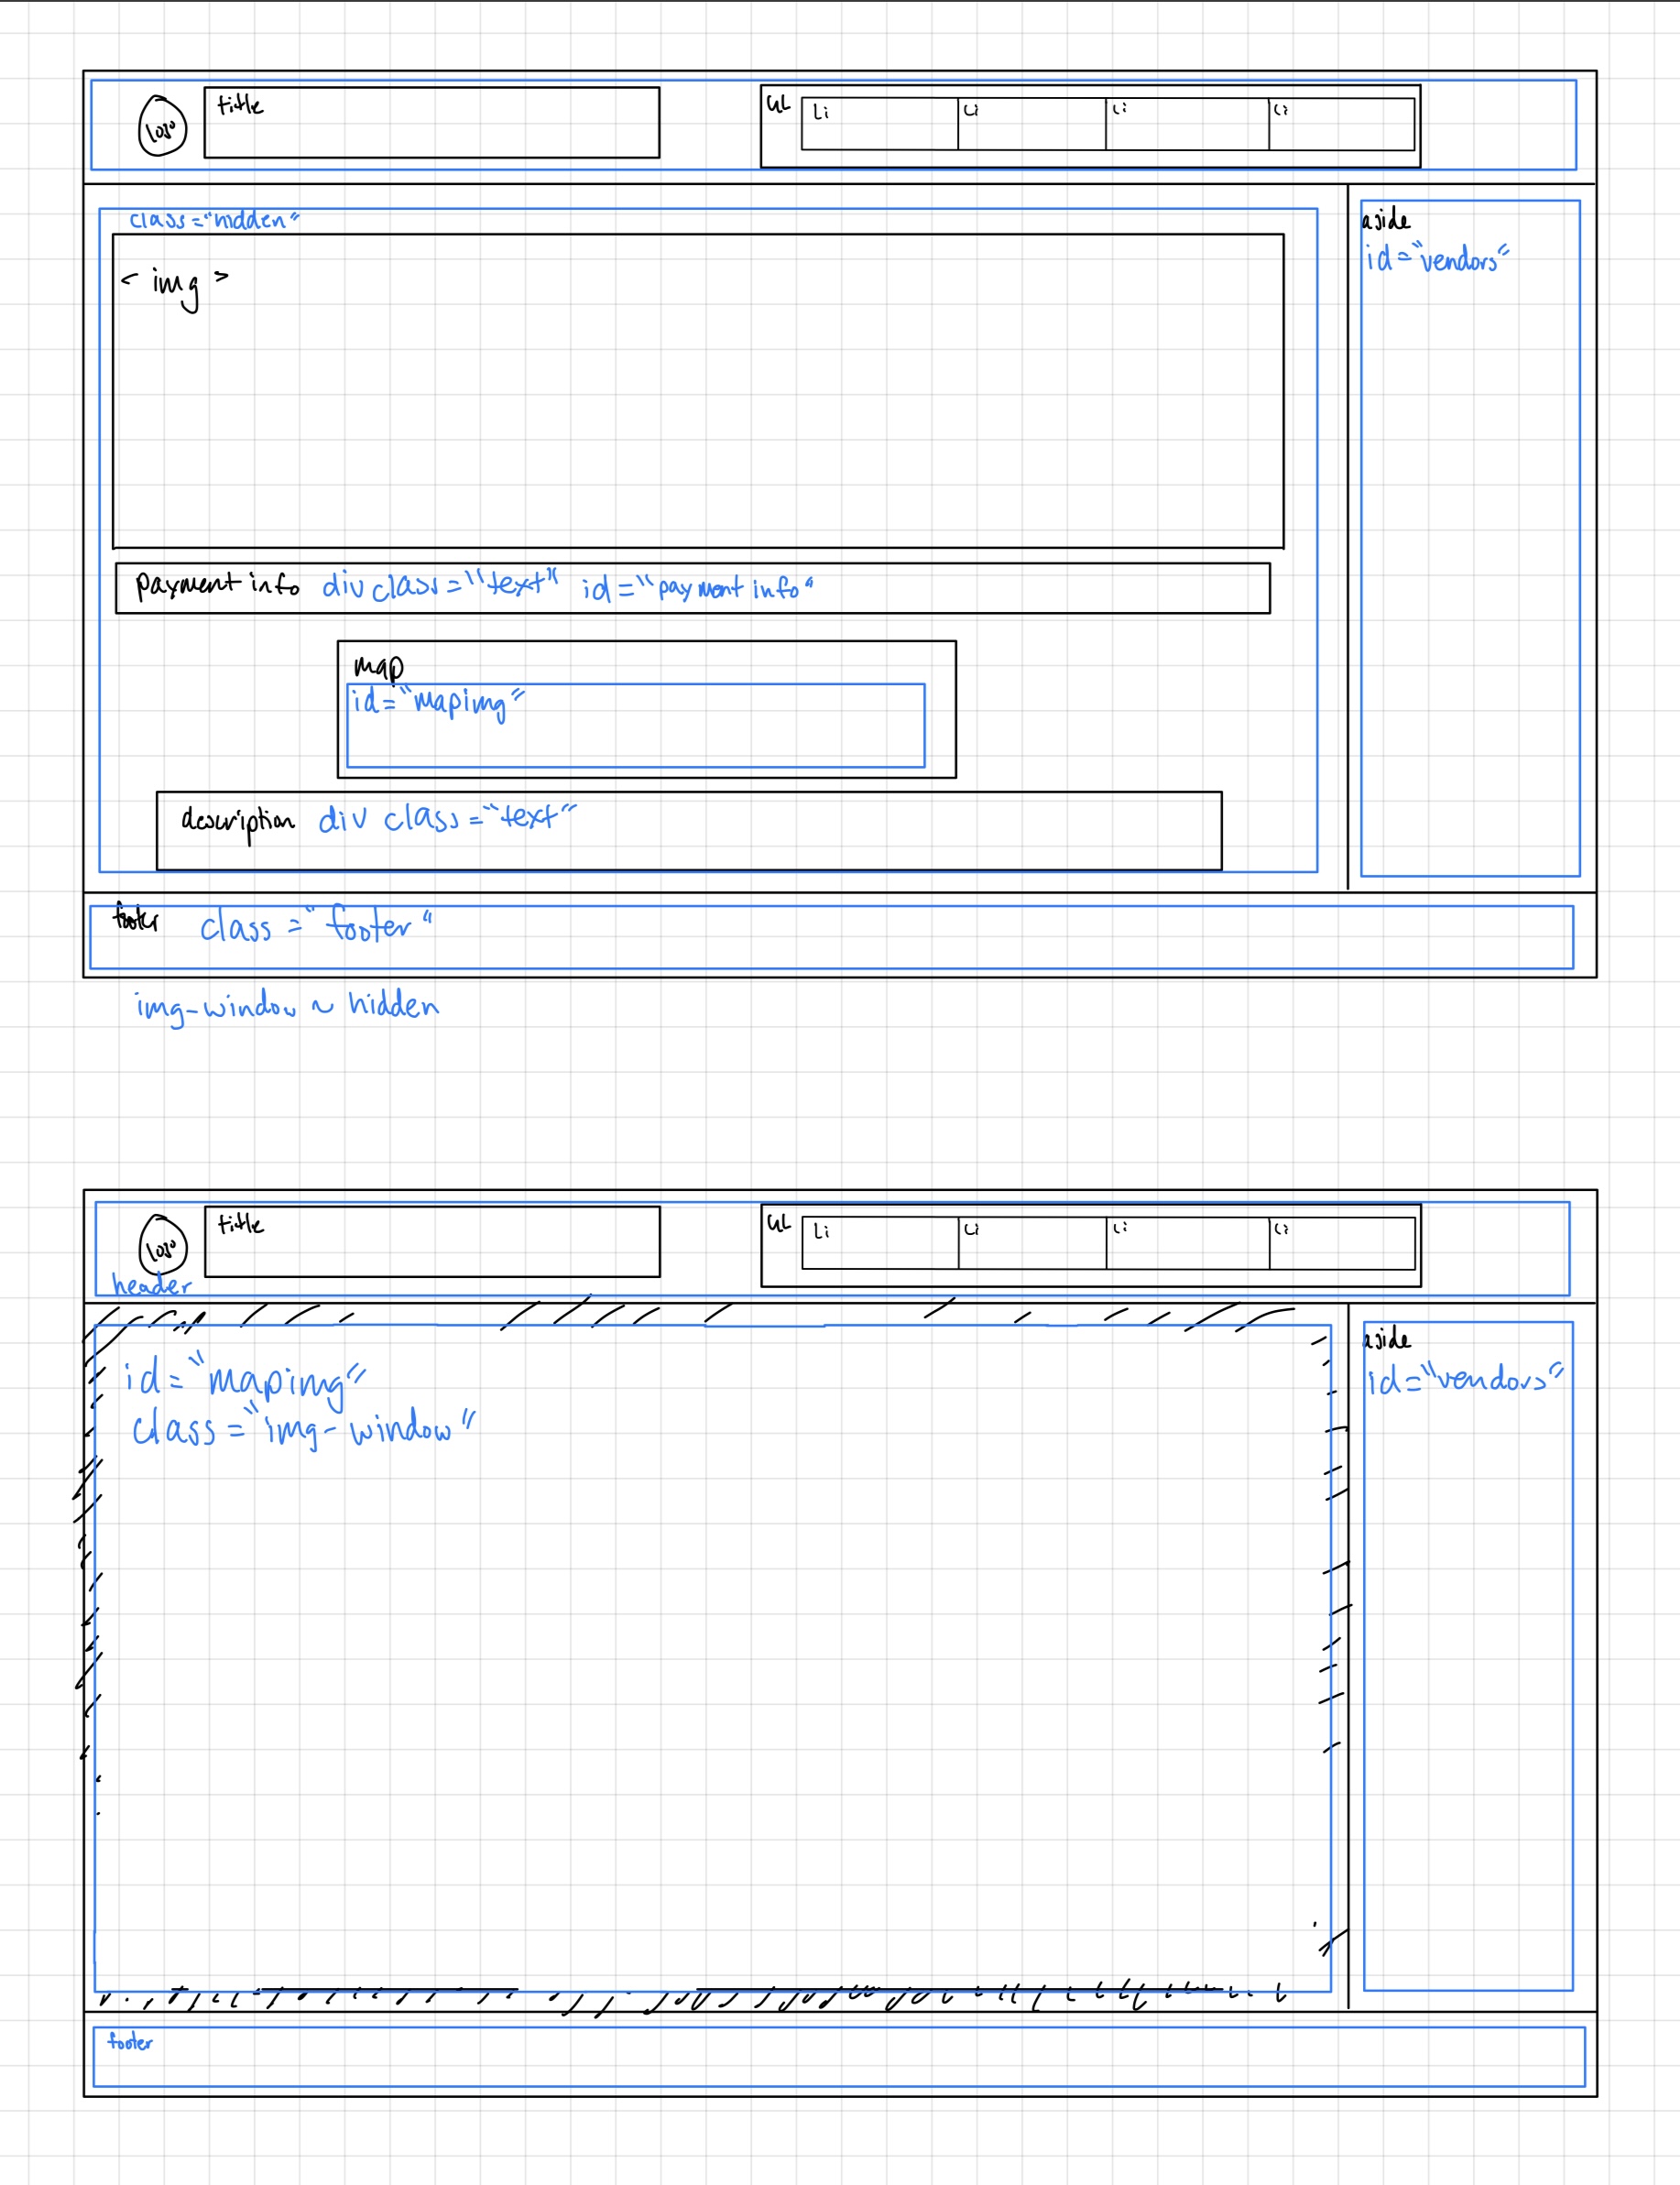 logo
title
UL
Li
Li
Li
Li
class="hidden"
<img>
aside
id="vendors"
payment info div class="text" id="payment info"
map
id="mapimg"
description div class="text"
footer class="footer"
img-window ~ hidden
logo
title
UL
Li
Li
Li
Li
header
id="mapimg"
class="img-window"
aside
id="vendors"
footer